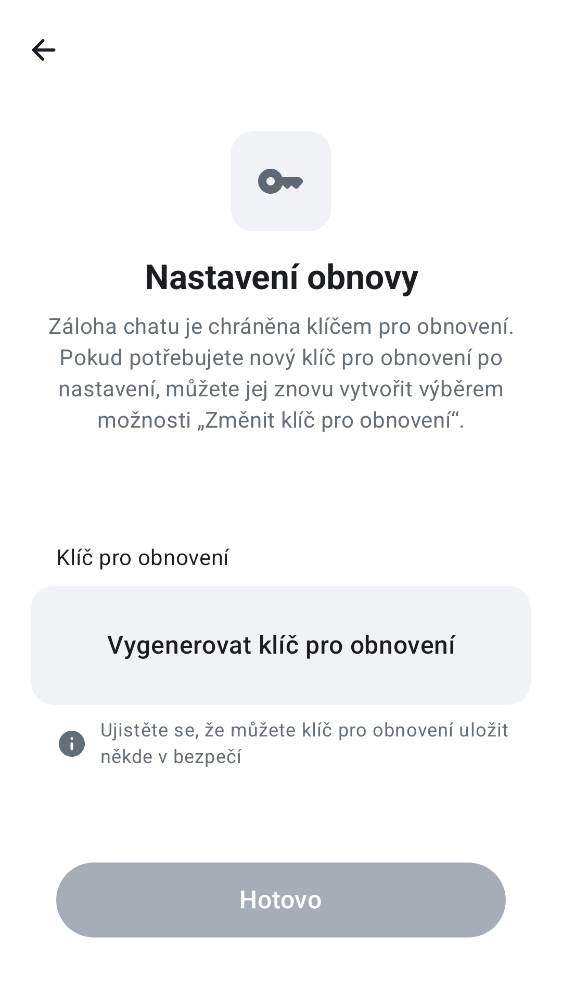 Nastavení obnovy
Záloha chatu je chráněna klíčem pro obnovení.
Pokud potřebujete nový klíč pro obnovení po
nastavení, můžete jej znovu vytvořit výběrem
možnosti „Změnit klíč pro obnovení“.
Klíč pro obnovení
Vygenerovat klíč pro obnovení
Ujistěte se, že můžete klíč pro obnovení uložit
někde v bezpečí
Hotovo